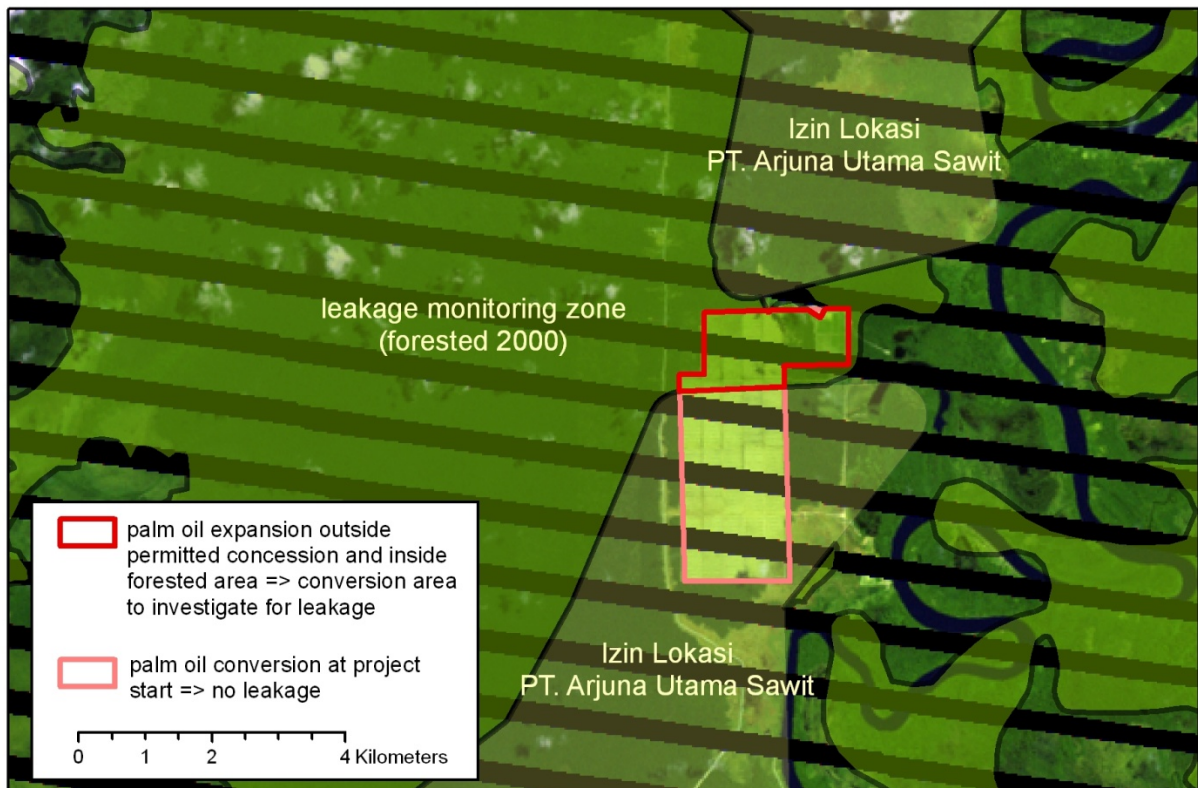 Izin Lokasi
PT. Arjuna Utama Sawit
leakage monitoring zone
(forested 2000)
Izin Lokasi
PT. Arjuna Utama Sawit
palm oil expansion outside
permitted concession and inside
forested area => conversion area
to investigate for leakage
palm oil conversion at project
start => no leakage
0 1 2 4 Kilometers